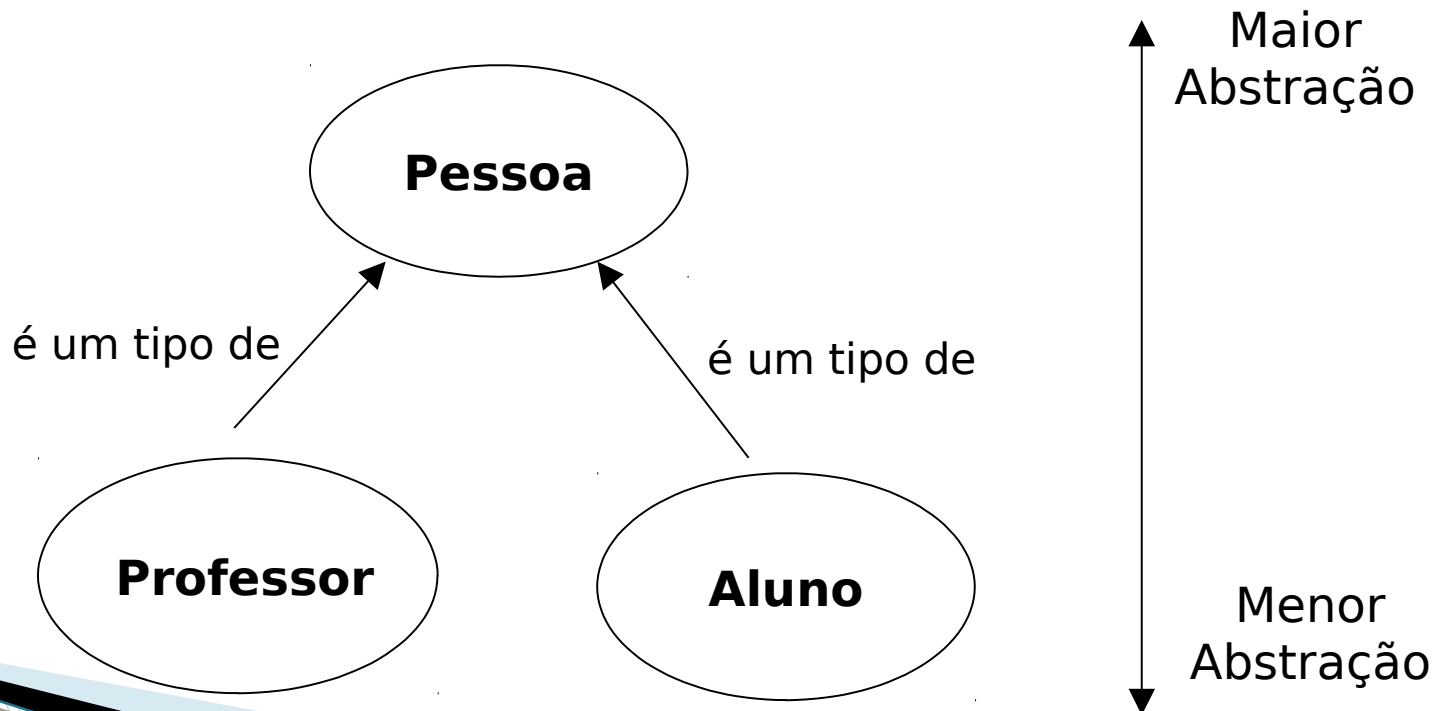 Maior
Abstração
Pessoa
é um tipo de
é um tipo de
Professor
Aluno
Menor
Abstração